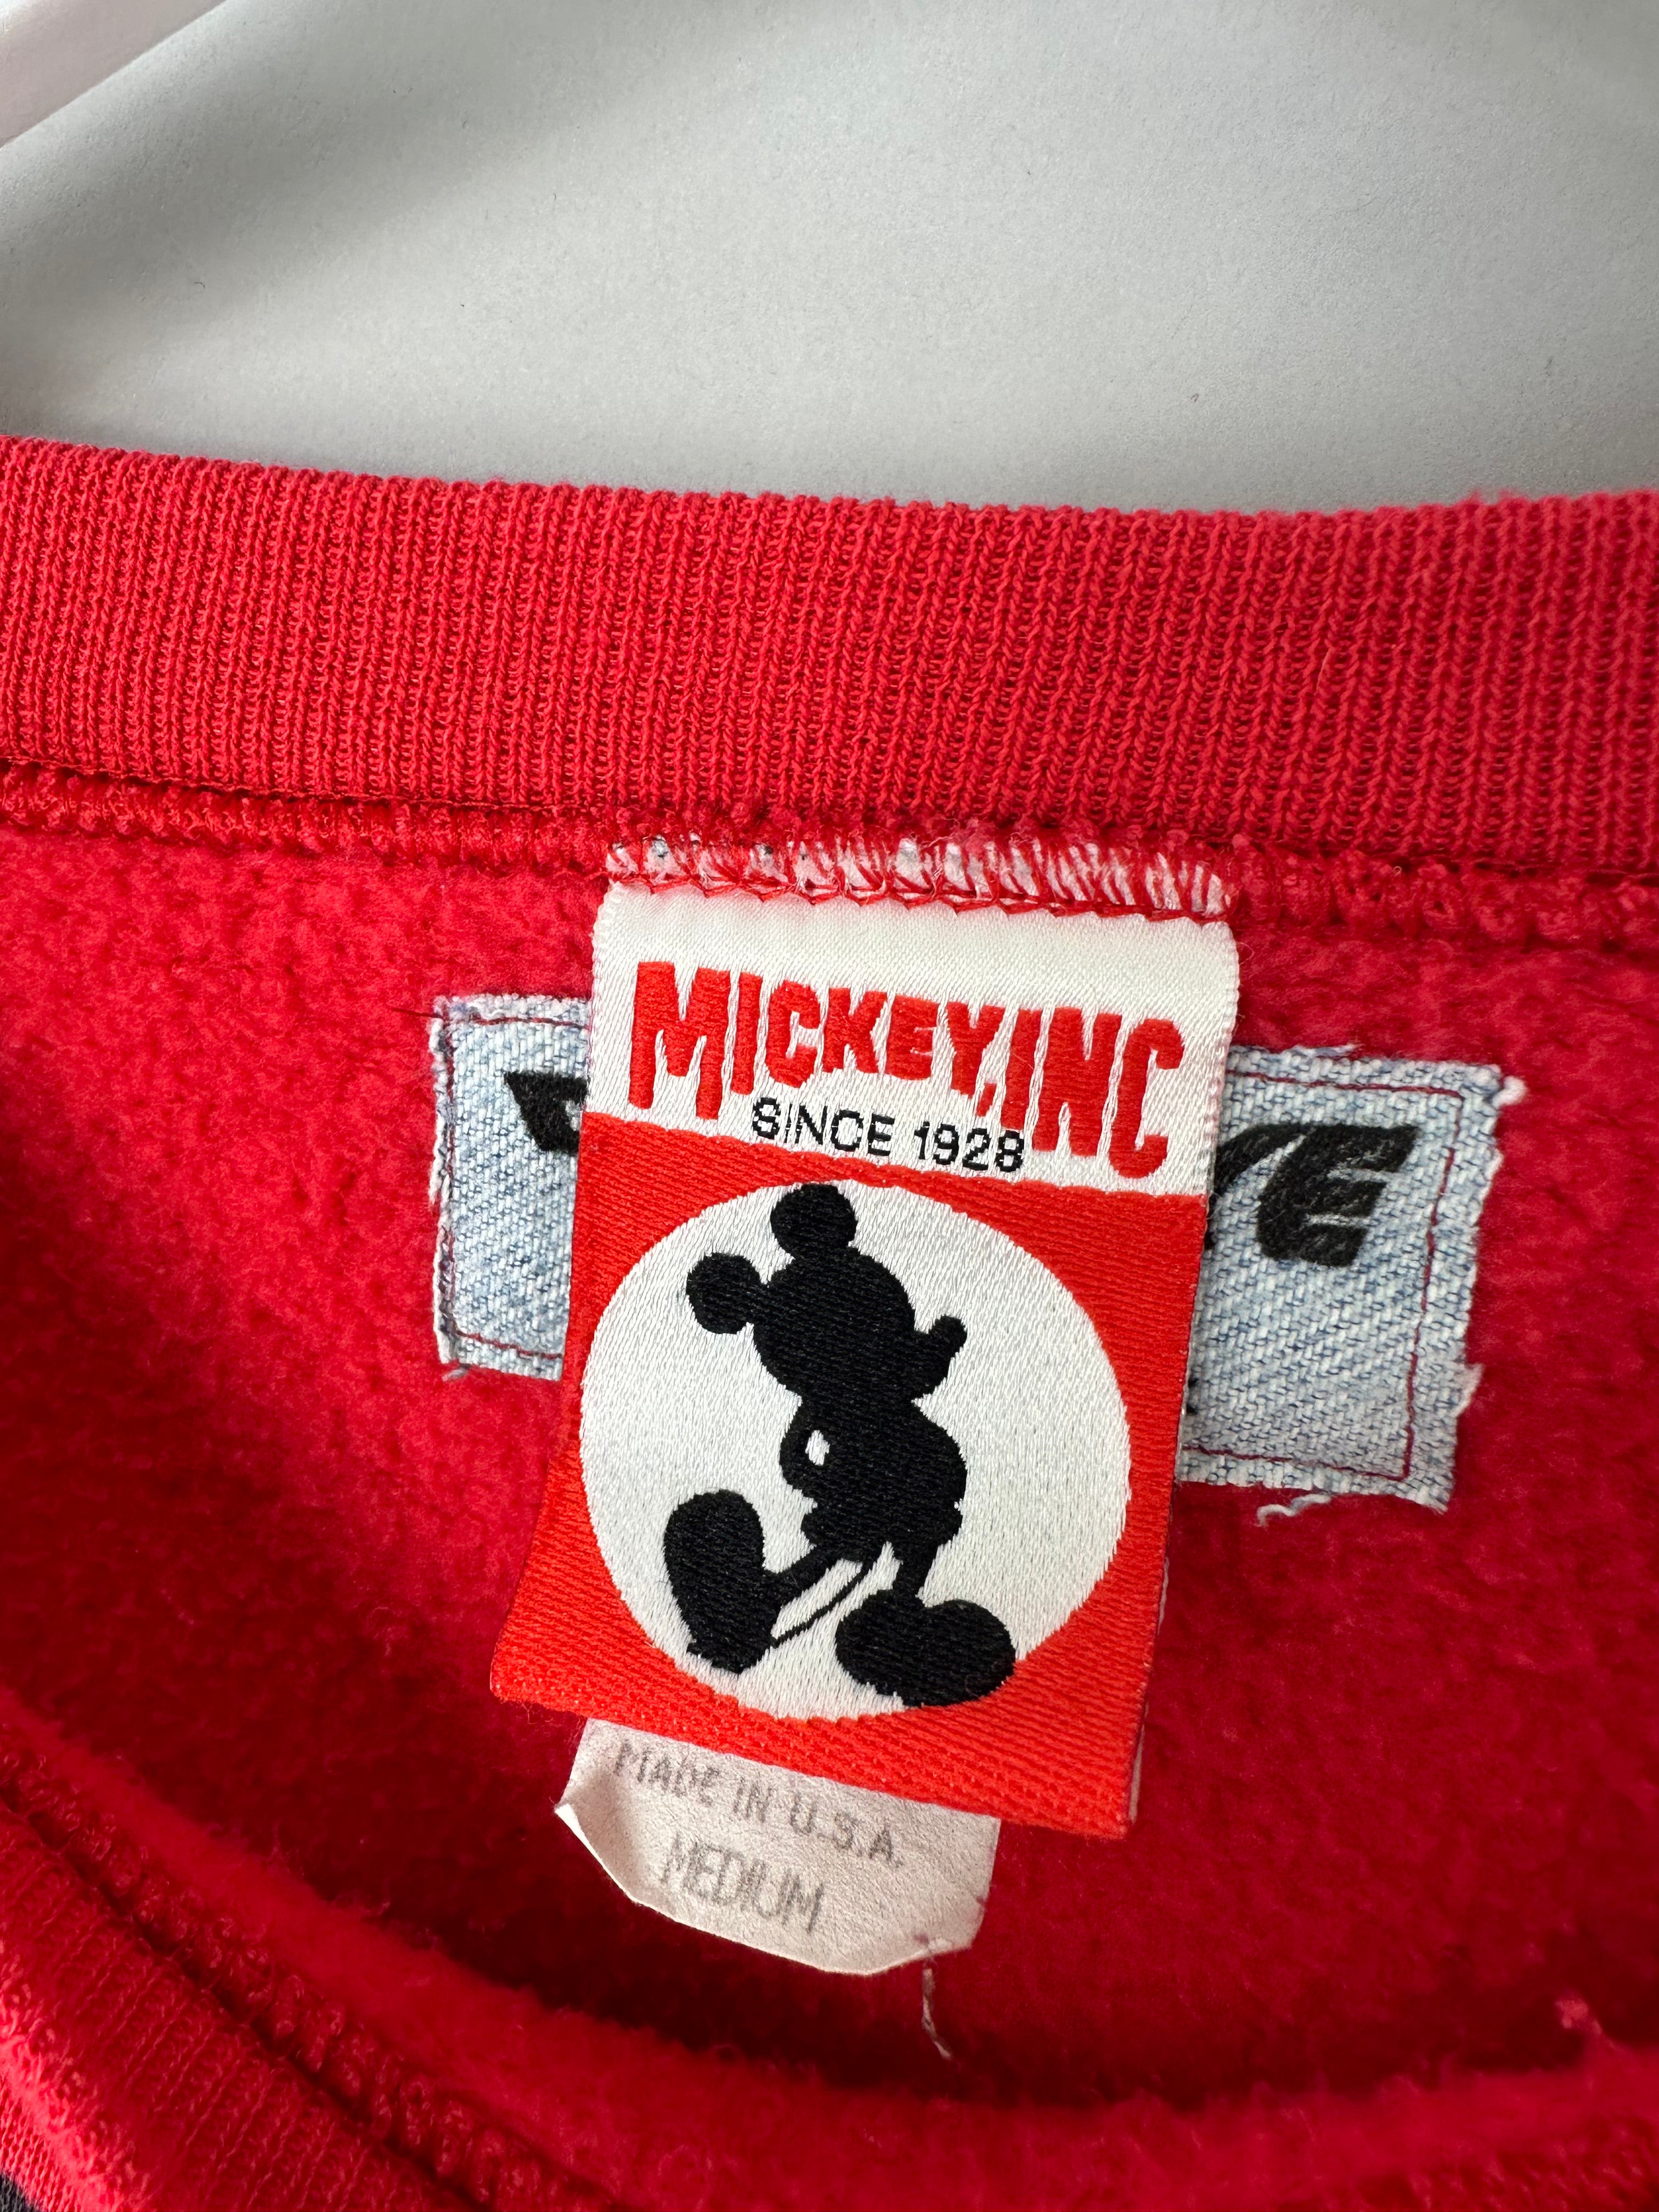 MICKEY, INC
SINCE 1928
MADE IN U.S.A.
MEDIUM